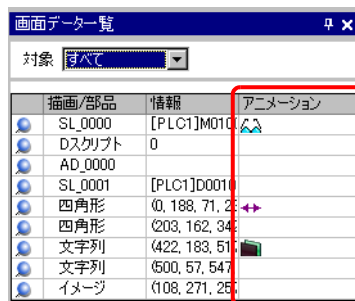 画面データ一覧
対象 すべて
描画/部品 情報 アニメーション
SL_0000 [PLC1]M010
Dスクリプト 0
AD_0000
SL_0001 [PLC1]D0010
四角形 (0, 188, 71, 2
四角形 (203, 162, 34
文字列 (422, 183, 51
文字列 (500, 57, 547
イメージ (108, 271, 25